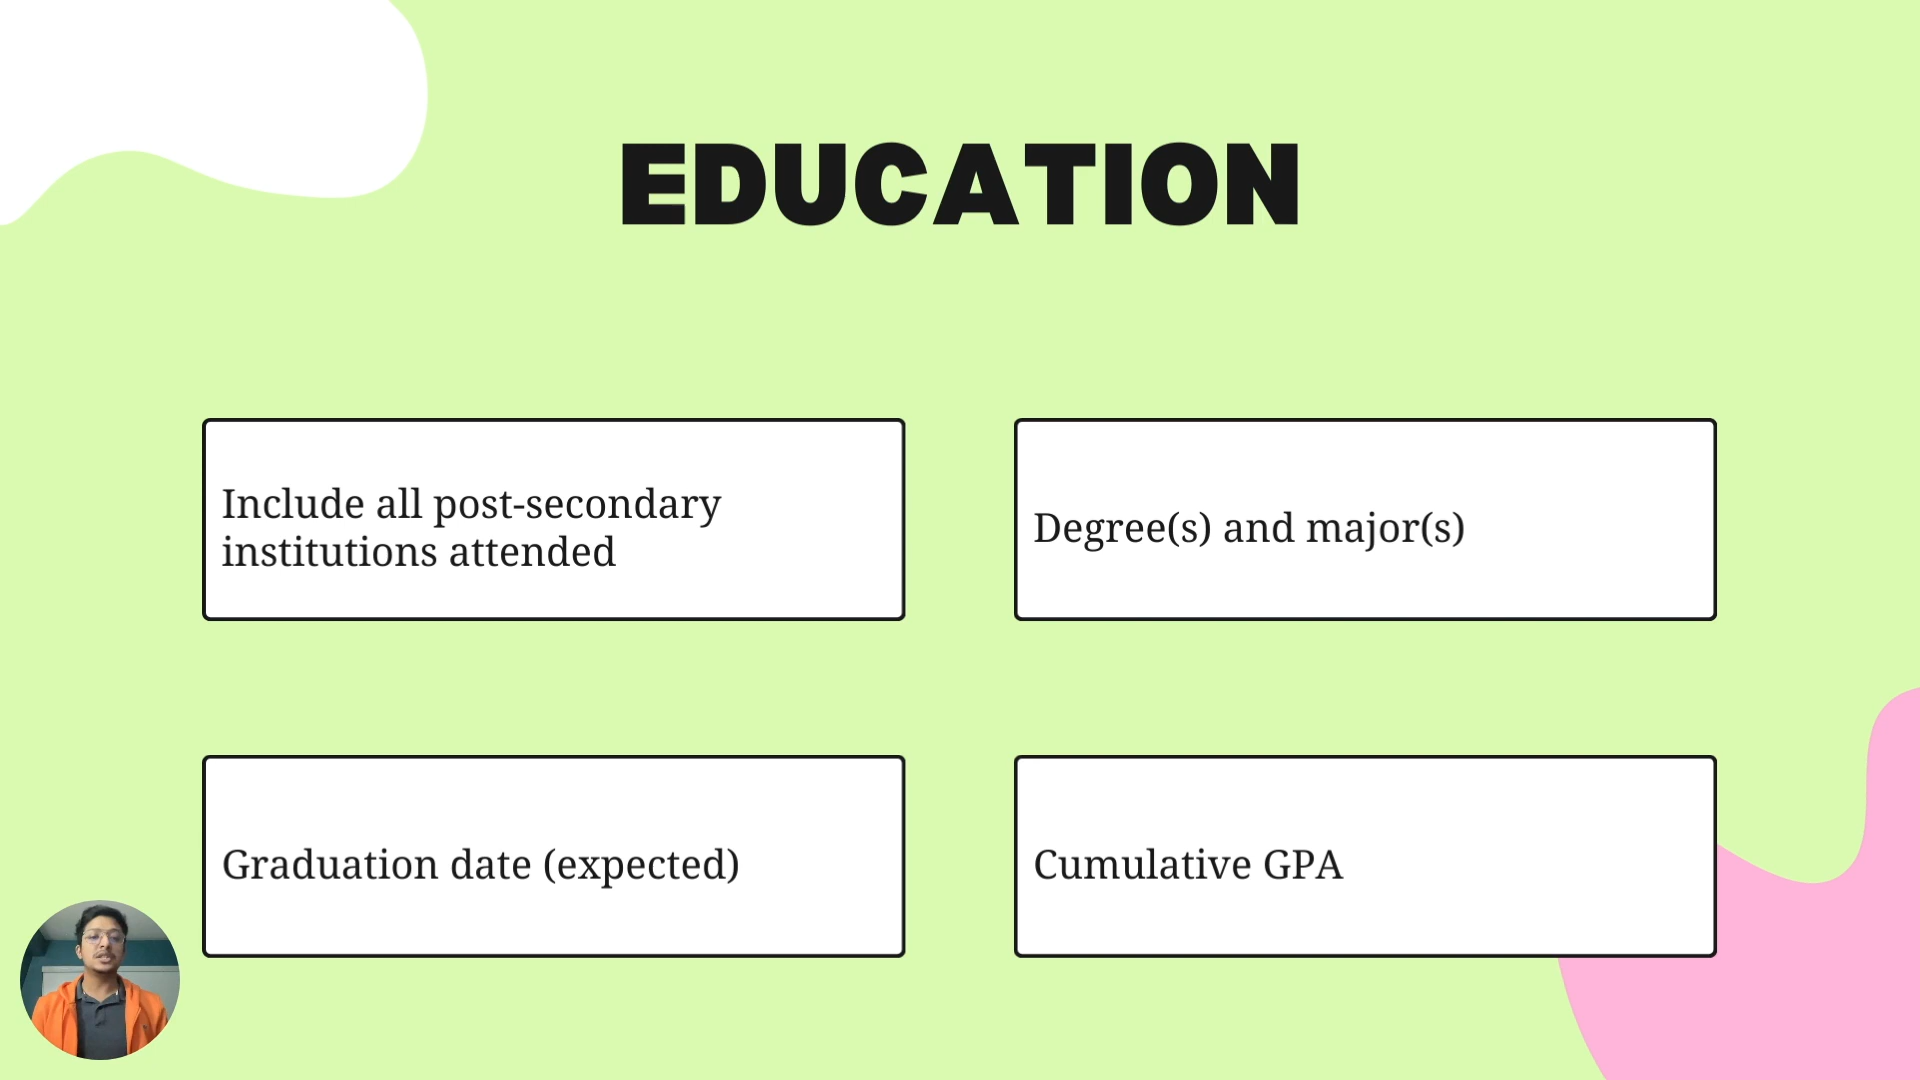 EDUCATION
Include all post-secondary
institutions attended
Degree(s) and major(s)
Graduation date (expected)
Cumulative GPA